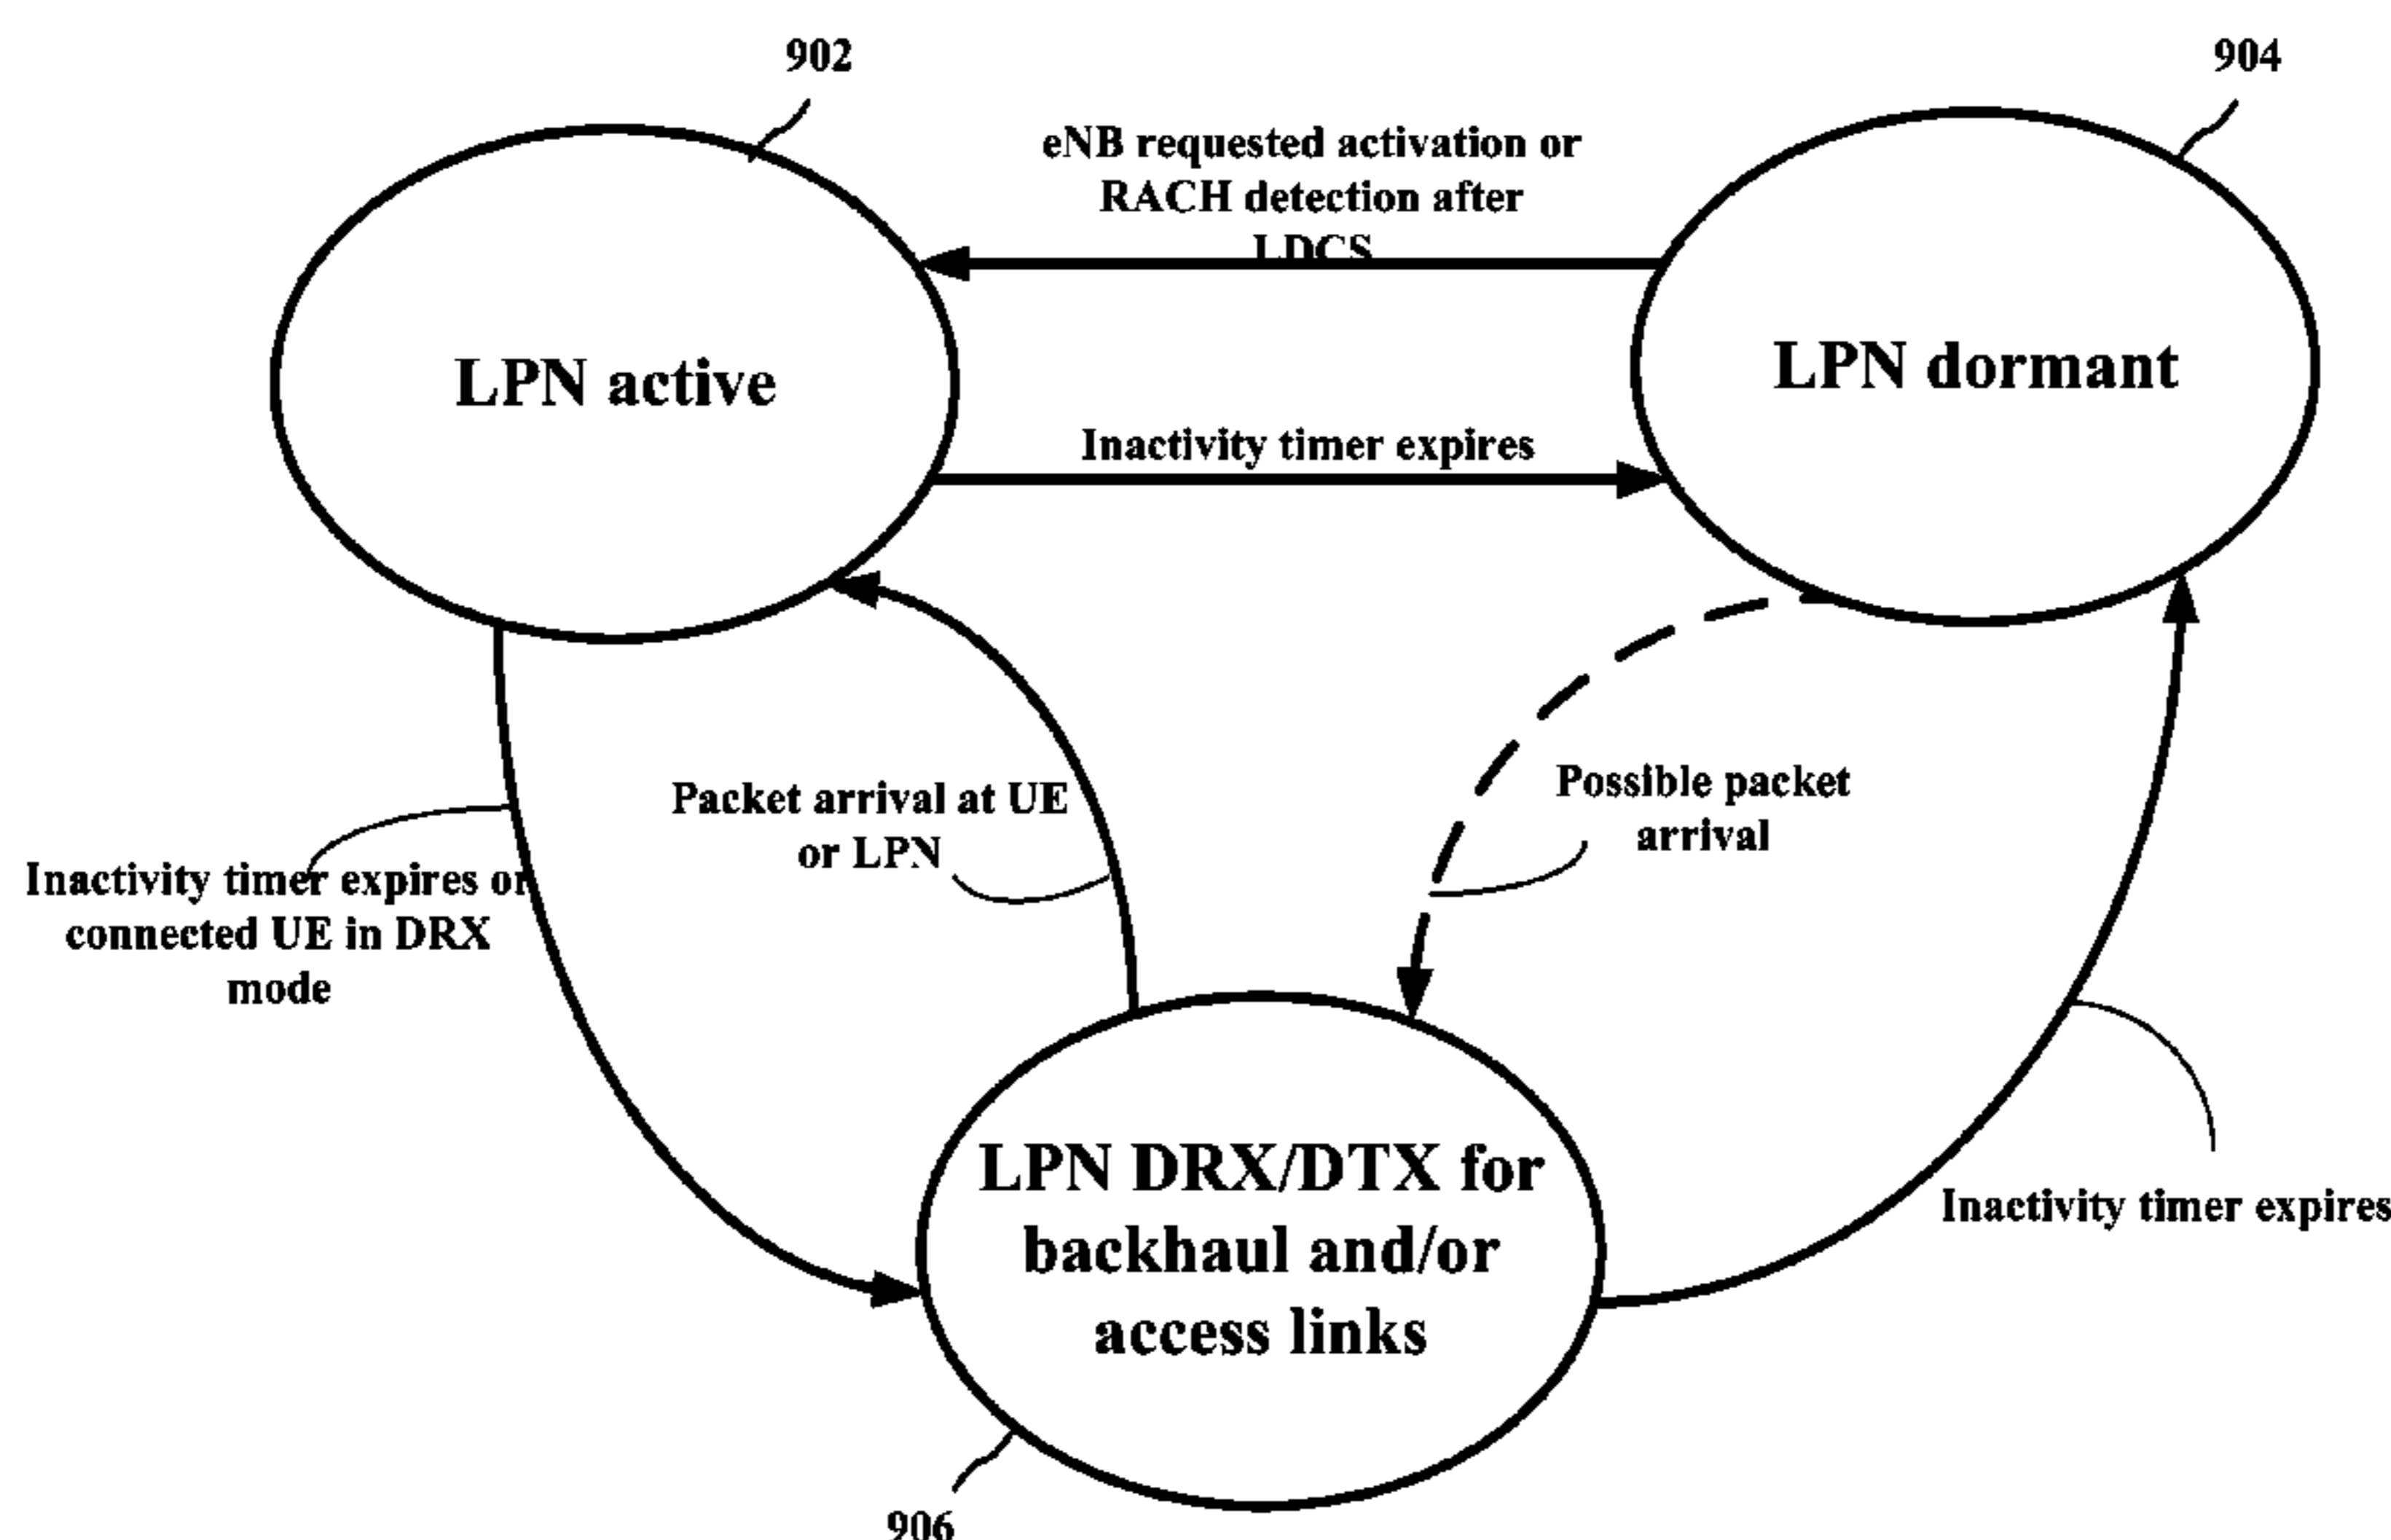 902
904
eNB requested activation or
RACH detection after
LDCS
LPN active
LPN dormant
Inactivity timer expires
Packet arrival at UE
or LPN
Possible packet
arrival
Inactivity timer expires or
connected UE in DRX
mode
LPN DRX/DTX for
backhaul and/or
access links
Inactivity timer expires
906